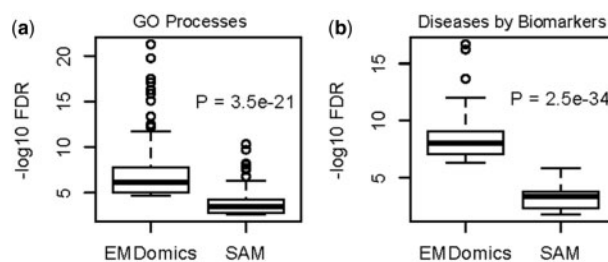 (a)
GO Processes
-log10 FDR
20
15
10
5
P = 3.5e-21
EMDomics
SAM
(b)
Diseases by Biomarkers
-log10 FDR
15
10
5
P = 2.5e-34
EMDomics
SAM